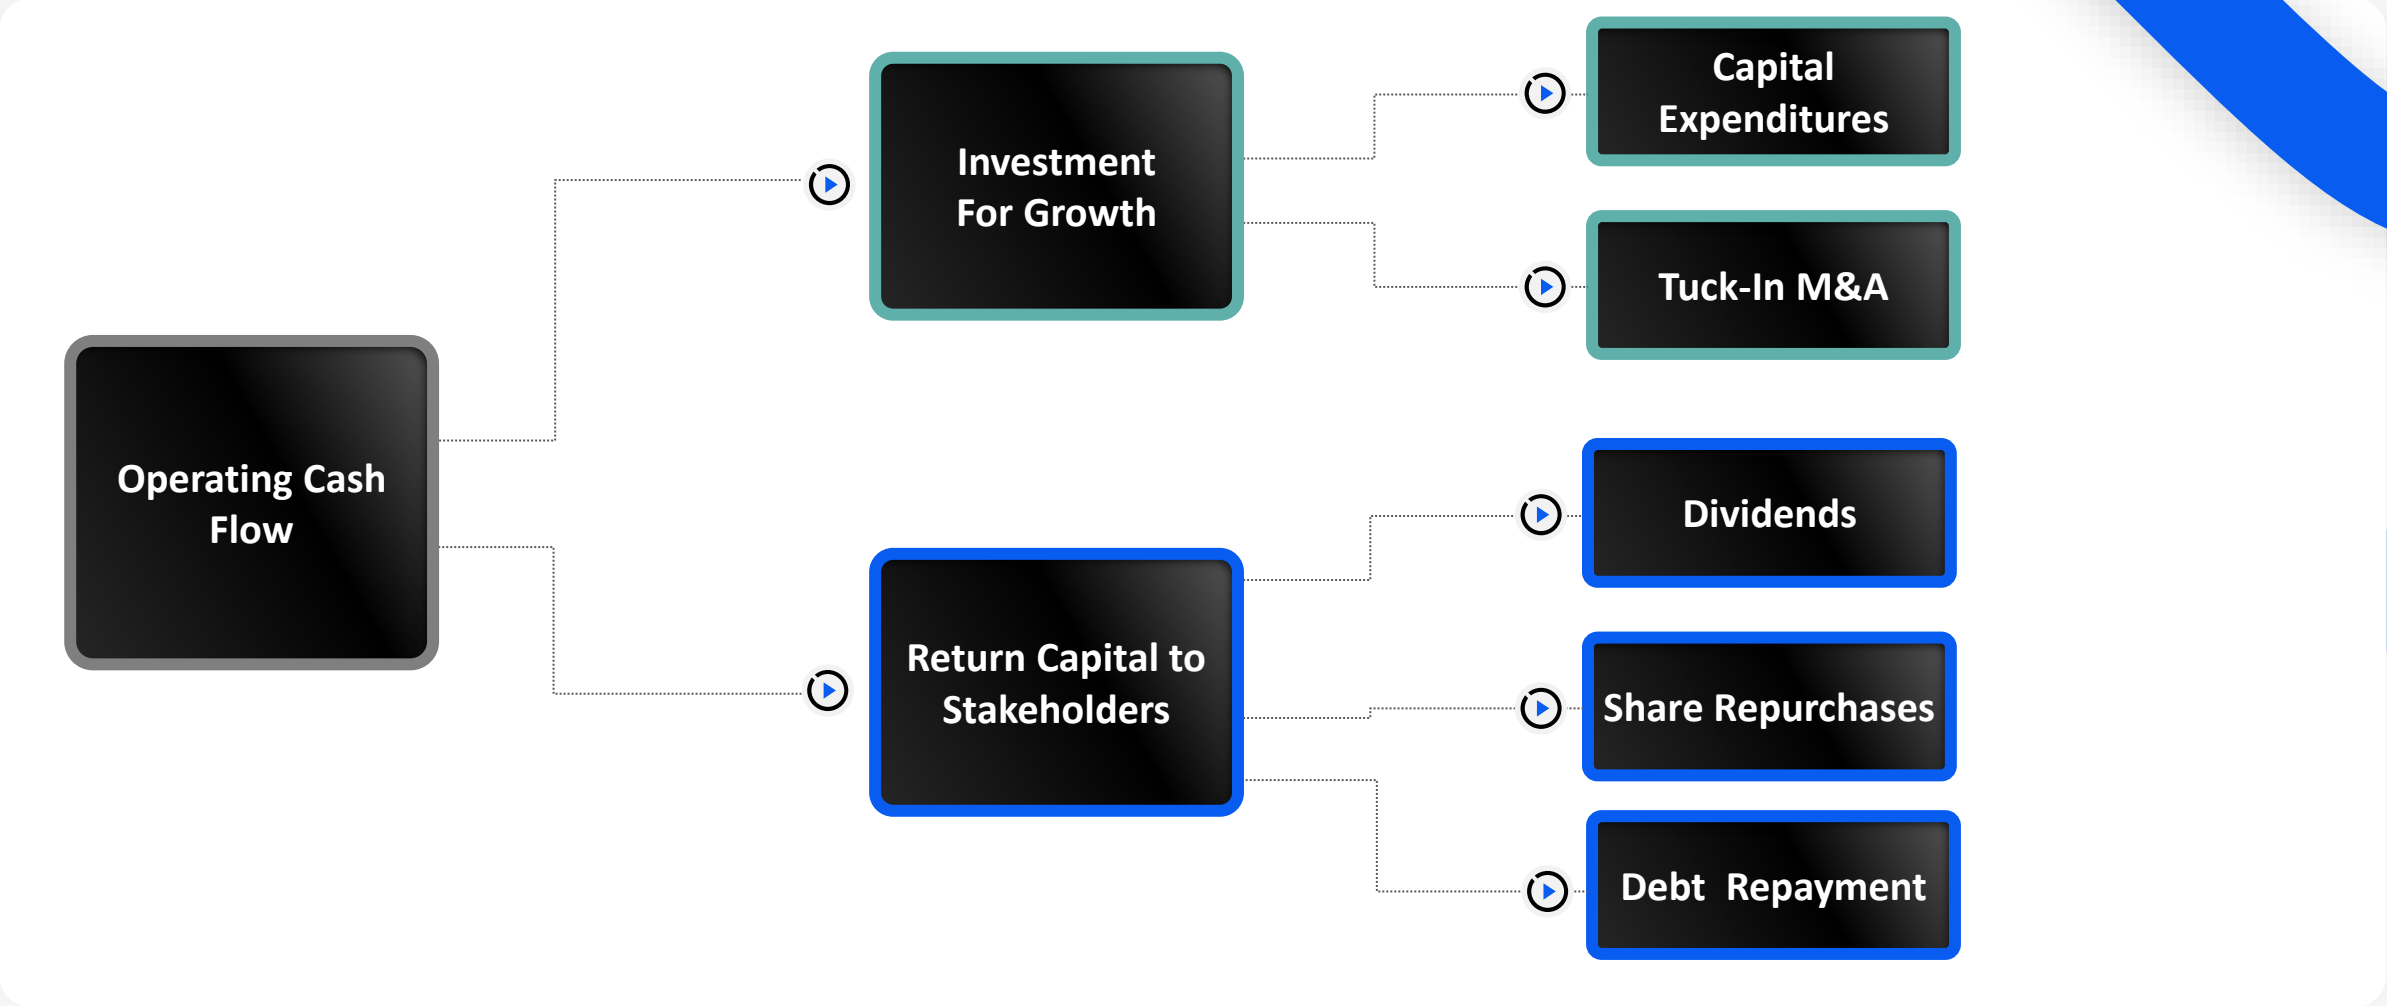 Operating Cash
Flow
Investment
For Growth
Return Capital to
Stakeholders
Capital
Expenditures
Tuck-In M&A
Dividends
Share Repurchases
Debt  Repayment